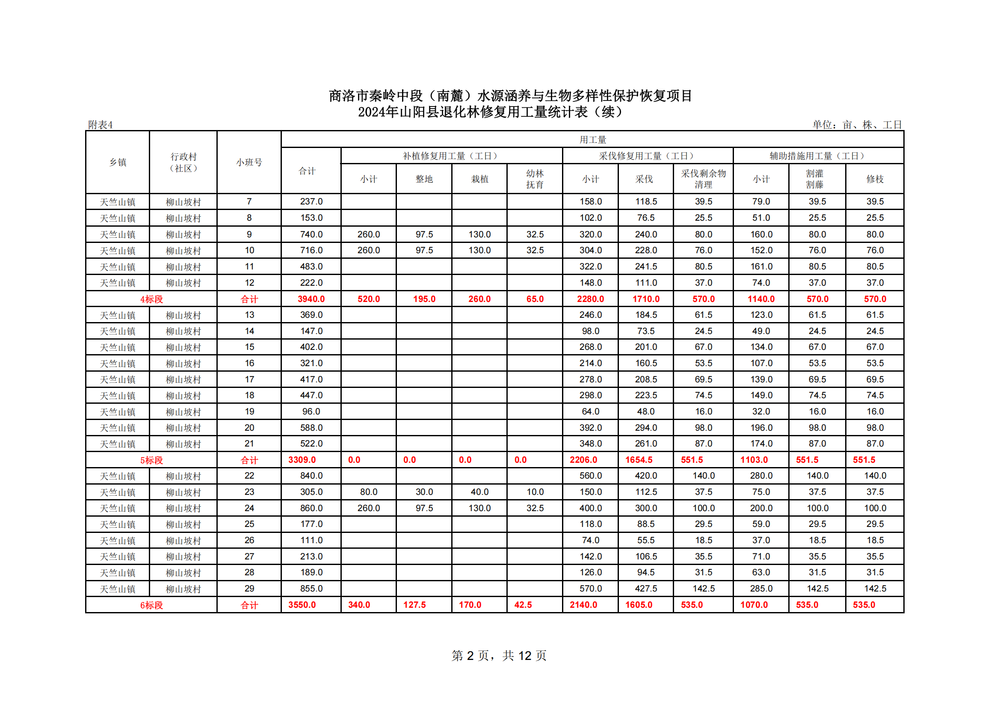 商洛市秦岭中段（南麓）水源涵养与生物多样性保护恢复项目
2024年山阳县退化林修复用工量统计表（续）
附表4 单位：亩、株、工日
乡镇 行政村（社区） 小班号 用工量
合计 补植修复用工量（工日） 采伐修复用工量（工日） 辅助措施用工量（工日）
小计 整地 栽植 幼林抚育 小计 采伐 采伐剩余物清理 小计 割灌割藤 修枝
天竺山镇 柳山坡村 7 237.0 158.0 118.5 39.5 79.0 39.5 39.5
天竺山镇 柳山坡村 8 153.0 102.0 76.5 25.5 51.0 25.5 25.5
天竺山镇 柳山坡村 9 740.0 260.0 97.5 130.0 32.5 320.0 240.0 80.0 160.0 80.0 80.0
天竺山镇 柳山坡村 10 716.0 260.0 97.5 130.0 32.5 304.0 228.0 76.0 152.0 76.0 76.0
天竺山镇 柳山坡村 11 483.0 322.0 241.5 80.5 161.0 80.5 80.5
天竺山镇 柳山坡村 12 222.0 148.0 111.0 37.0 74.0 37.0 37.0
4标段 合计 3940.0 520.0 195.0 260.0 65.0 2280.0 1710.0 570.0 1140.0 570.0 570.0
天竺山镇 柳山坡村 13 369.0 246.0 184.5 61.5 123.0 61.5 61.5
天竺山镇 柳山坡村 14 147.0 98.0 73.5 24.5 49.0 24.5 24.5
天竺山镇 柳山坡村 15 402.0 268.0 201.0 67.0 134.0 67.0 67.0
天竺山镇 柳山坡村 16 321.0 214.0 160.5 53.5 107.0 53.5 53.5
天竺山镇 柳山坡村 17 417.0 278.0 208.5 69.5 139.0 69.5 69.5
天竺山镇 柳山坡村 18 447.0 298.0 223.5 74.5 149.0 74.5 74.5
天竺山镇 柳山坡村 19 96.0 64.0 48.0 16.0 32.0 16.0 16.0
天竺山镇 柳山坡村 20 588.0 392.0 294.0 98.0 196.0 98.0 98.0
天竺山镇 柳山坡村 21 522.0 348.0 261.0 87.0 174.0 87.0 87.0
5标段 合计 3309.0 0.0 0.0 0.0 0.0 2206.0 1654.5 551.5 1103.0 551.5 551.5
天竺山镇 柳山坡村 22 840.0 560.0 420.0 140.0 280.0 140.0 140.0
天竺山镇 柳山坡村 23 305.0 80.0 30.0 40.0 10.0 150.0 112.5 37.5 75.0 37.5 37.5
天竺山镇 柳山坡村 24 860.0 260.0 97.5 130.0 32.5 400.0 300.0 100.0 200.0 100.0 100.0
天竺山镇 柳山坡村 25 177.0 118.0 88.5 29.5 59.0 29.5 29.5
天竺山镇 柳山坡村 26 111.0 74.0 55.5 18.5 37.0 18.5 18.5
天竺山镇 柳山坡村 27 213.0 142.0 106.5 35.5 71.0 35.5 35.5
天竺山镇 柳山坡村 28 189.0 126.0 94.5 31.5 63.0 31.5 31.5
天竺山镇 柳山坡村 29 855.0 570.0 427.5 142.5 285.0 142.5 142.5
6标段 合计 3550.0 340.0 127.5 170.0 42.5 2140.0 1605.0 535.0 1070.0 535.0 535.0
第 2 页，共 12 页